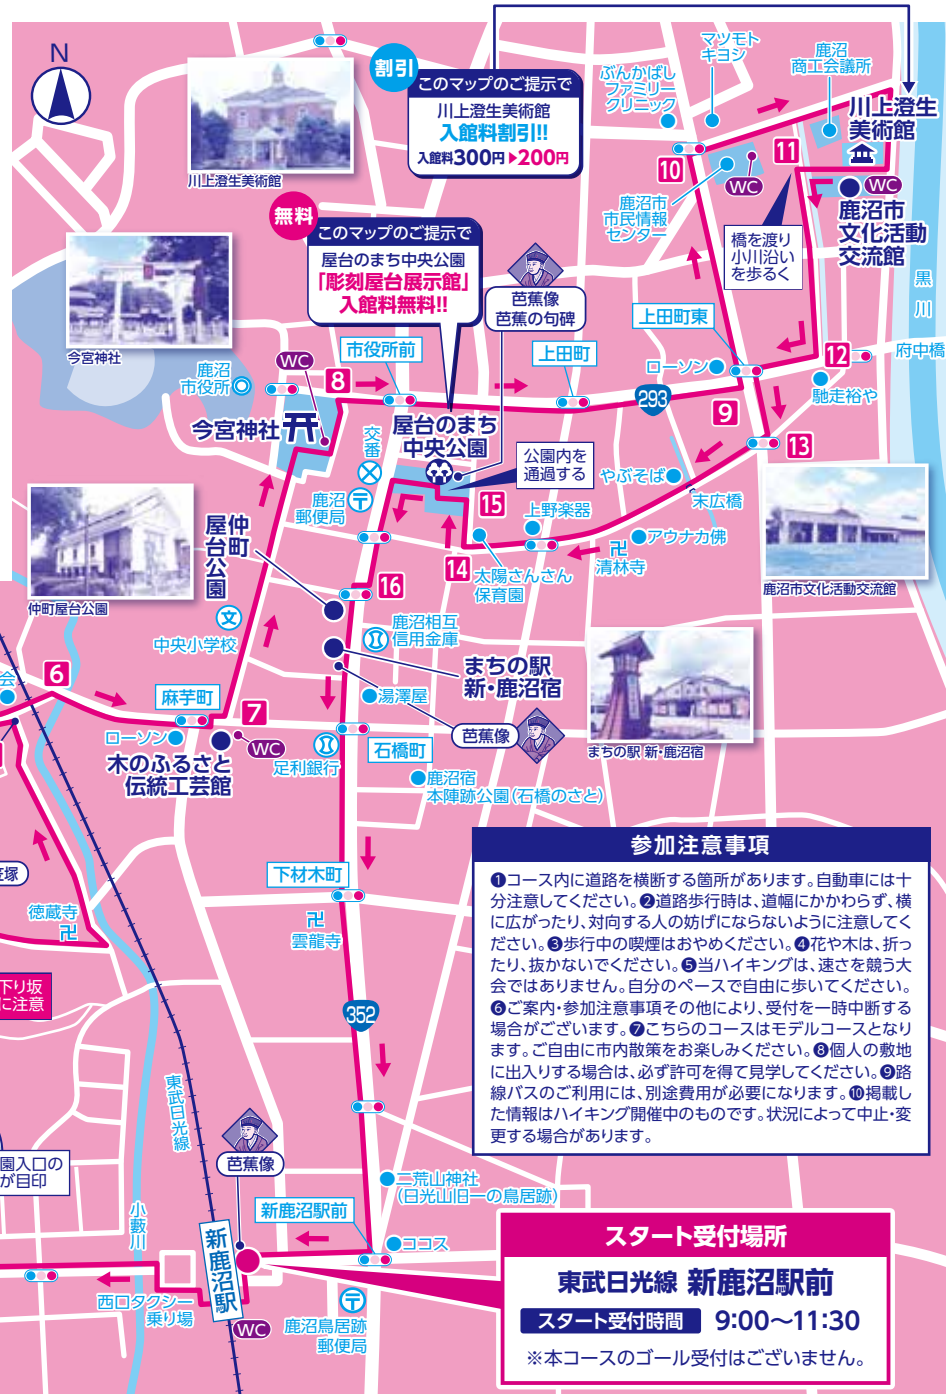 N
川上澄生美術館
割引
このマップのご提示で
川上澄生美術館
入館料割引!!
入館料300円▶200円
無料
このマップのご提示で
屋台のまち中央公園
「彫刻屋台展示館」
入館料無料!!
マツモト
キヨシ
ぶんかばし
ファミリー
クリニック
鹿沼
商工会議所
川上澄生
美術館
10
11
WC
WC
鹿沼市
市民情報
センター
鹿沼市
文化活動
交流館
橋を渡り
小川沿い
を歩るく
黒川
芭蕉像
芭蕉の句碑
上田町東
上田町
市役所前
今宮神社
WC
鹿沼
市役所
8
ローソン
12
府中橋
293
馳走裕や
9
13
今宮神社
交番
屋台のまち
中央公園
公園内を
通過する
鹿沼
郵便局
やぶそば
末広橋
15
上野楽器
アウナカ佛
清林寺
14
太陽さんさん
保育園
屋台公園
仲町
16
仲町屋台公園
鹿沼市文化活動交流館
中央小学校
文
鹿沼相互
信用金庫
まちの駅
新・鹿沼宿
6
会
麻苧町
7
ローソン
WC
木のふるさと
伝統工芸館
足利銀行
湯澤屋
芭蕉像
石橋町
まちの駅 新・鹿沼宿
鹿沼宿
本陣跡公園(石橋のさと)
下材木町
雲龍寺
塚
徳蔵寺
下り坂
に注意
352
参加注意事項
❶コース内に道路を横断する箇所があります。自動車には十
分注意してください。❷道路歩行時は、道幅にかかわらず、横
に広がったり、対向する人の妨げにならないように注意してく
ださい。❸歩行中の喫煙はおやめください。❹花や木は、折っ
たり、抜かないでください。❺当ハイキングは、速さを競う大
会ではありません。自分のペースで自由に歩いてください。
❻ご案内・参加注意事項その他により、受付を一時中断する
場合がございます。❼こちらのコースはモデルコースとなり
ます。ご自由に市内散策をお楽しみください。❽個人の敷地
に出入りする場合は、必ず許可を得て見学してください。❾路
線バスのご利用には、別途費用が必要になります。❿掲載し
た情報はハイキング開催中のものです。状況によって中止・変
更する場合があります。
東武日光線
芭蕉像
園入口の
が目印
小藪川
二荒山神社
(日光山旧一の鳥居跡)
新鹿沼駅前
ココス
新鹿沼駅
西口タクシー
乗り場
WC
鹿沼鳥居跡
郵便局
スタート受付場所
東武日光線 新鹿沼駅前
スタート受付時間 9:00〜11:30
※本コースのゴール受付はございません。